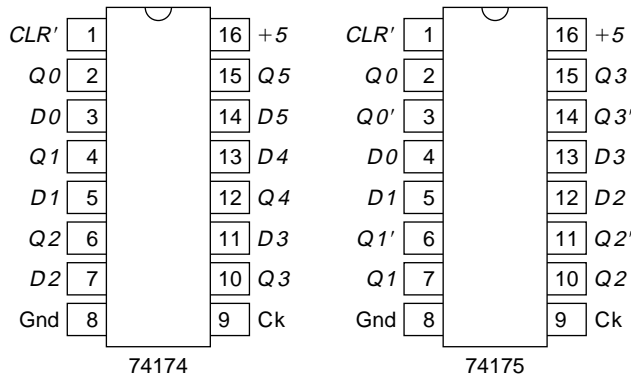 CLR' 1 16 +5 CLR' 1 16 +5
Q0 2 15 Q5 Q0 2 15 Q3
D0 3 14 D5 Q0' 3 14 Q3'
Q1 4 13 D4 D0 4 13 D3
D1 5 12 Q4 D1 5 12 D2
Q2 6 11 D3 Q1' 6 11 Q2'
D2 7 10 Q3 Q1 7 10 Q2
Gnd 8 9 Ck Gnd 8 9 Ck
74174 74175